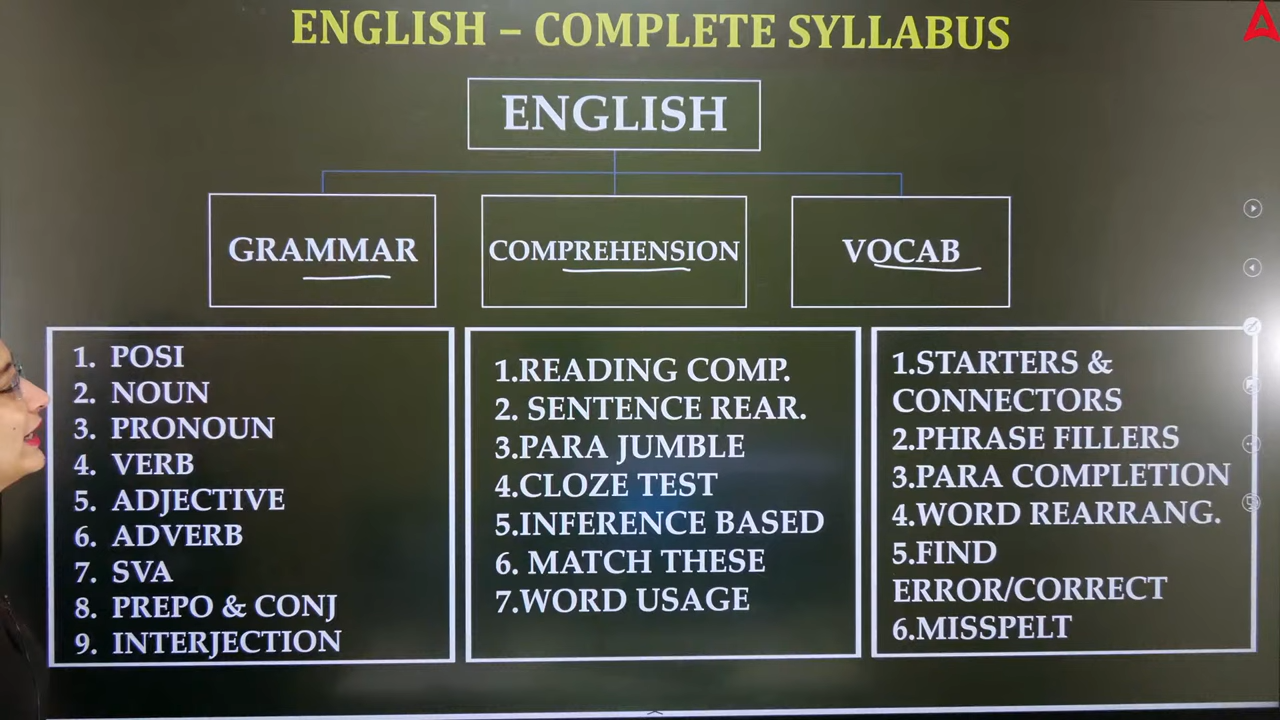 ENGLISH – COMPLETE SYLLABUS
ENGLISH
GRAMMAR
COMPREHENSION
VOCAB
1. POSI
2. NOUN
3. PRONOUN
4. VERB
5. ADJECTIVE
6. ADVERB
7. SVA
8. PREPO & CONJ
9. INTERJECTION
1.READING COMP.
2. SENTENCE REAR.
3.PARA JUMBLE
4.CLOZE TEST
5.INFERENCE BASED
6. MATCH THESE
7.WORD USAGE
1.STARTERS &
CONNECTORS
2.PHRASE FILLERS
3.PARA COMPLETION
4.WORD REARRANG.
5.FIND
ERROR/CORRECT
6.MISSPELT